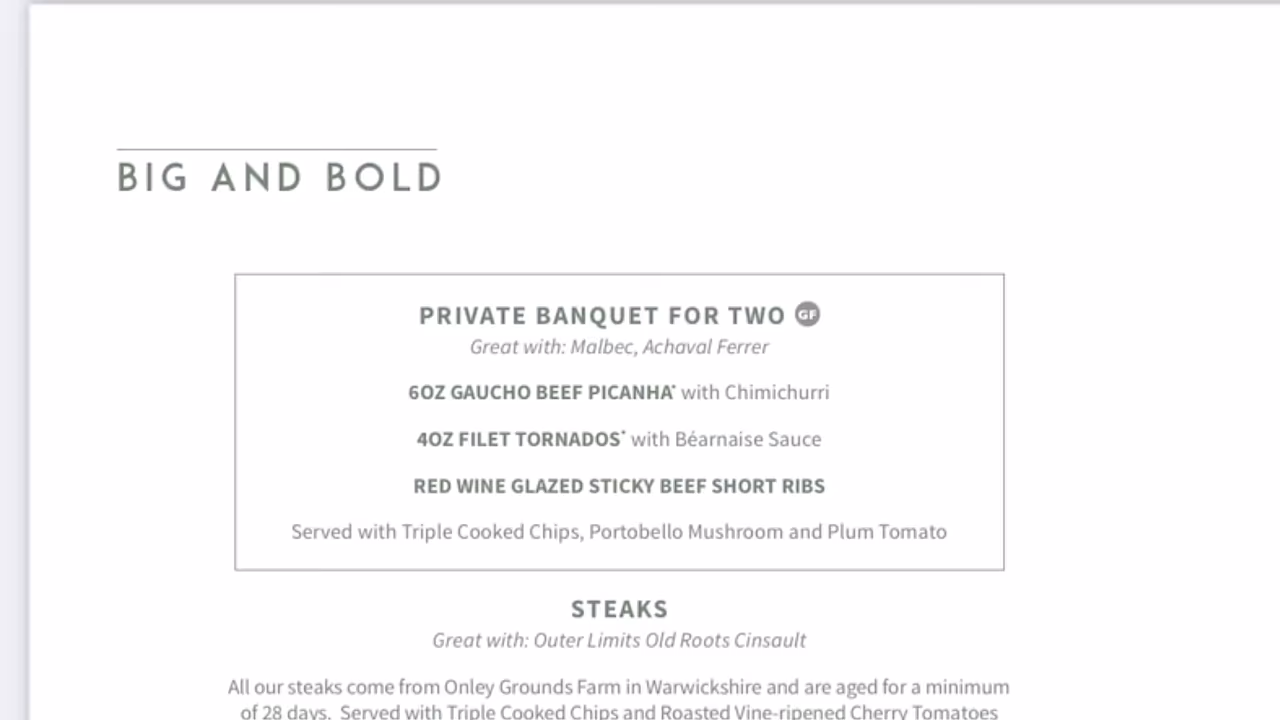 BIG AND BOLD
PRIVATE BANQUET FOR TWO GF
Great with: Malbec, Achaval Ferrer
6OZ GAUCHO BEEF PICANHA* with Chimichurri
4OZ FILET TORNADOS* with Béarnaise Sauce
RED WINE GLAZED STICKY BEEF SHORT RIBS
Served with Triple Cooked Chips, Portobello Mushroom and Plum Tomato
STEAKS
Great with: Outer Limits Old Roots Cinsault
All our steaks come from Onley Grounds Farm in Warwickshire and are aged for a minimum
of 28 days. Served with Triple Cooked Chips and Roasted Vine-ripened Cherry Tomatoes